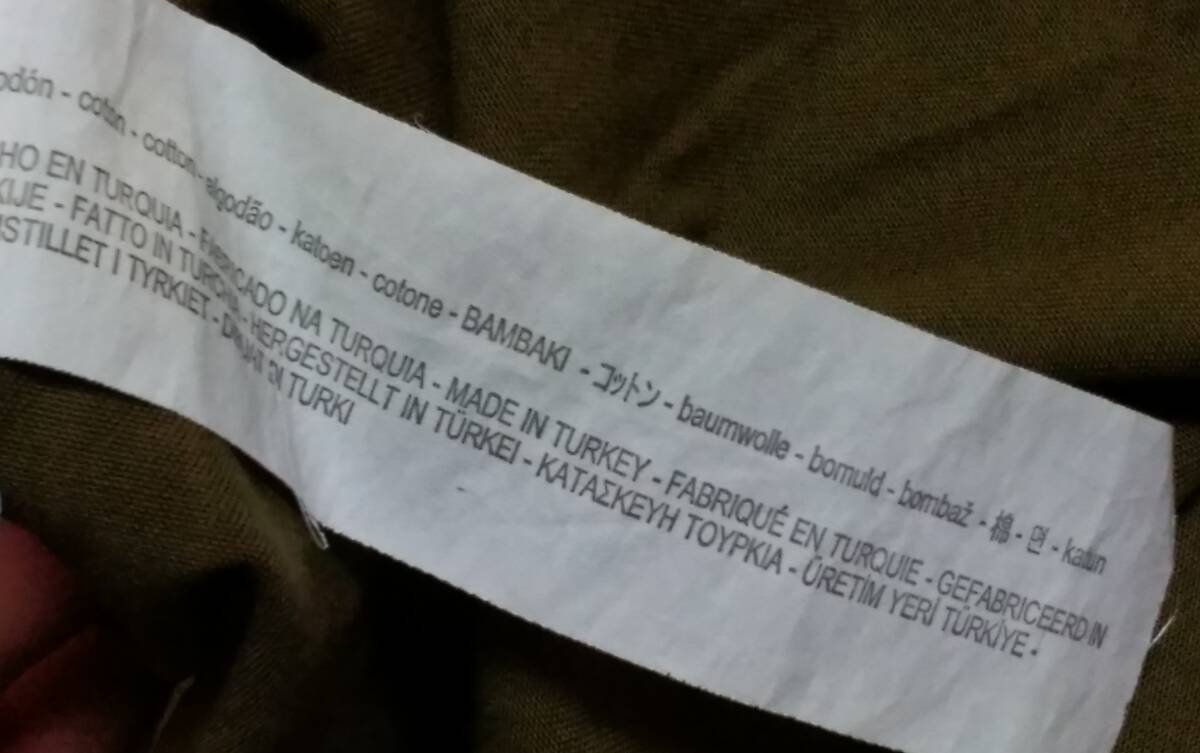 odón - coton - cotton - algodão - katoen - cotone - BAMBAKI - コットン - baumwolle - bomuld - bombaž - 棉 - 면 - katun
HO EN TURQUIA - FABRICADO NA TURQUIA - MADE IN TURKEY - FABRIQUÉ EN TURQUIE - GEFABRICEERD IN
KIJE - FATTO IN TURCHIA - HERGESTELLT IN TÜRKEI - ΚΑΤΑΣΚΕΥΗ ΤΟΥΡΚΙΑ - ÜRETİM YERİ TÜRKİYE -
STILLET I TYRKIET - DIBUAT DI TURKI